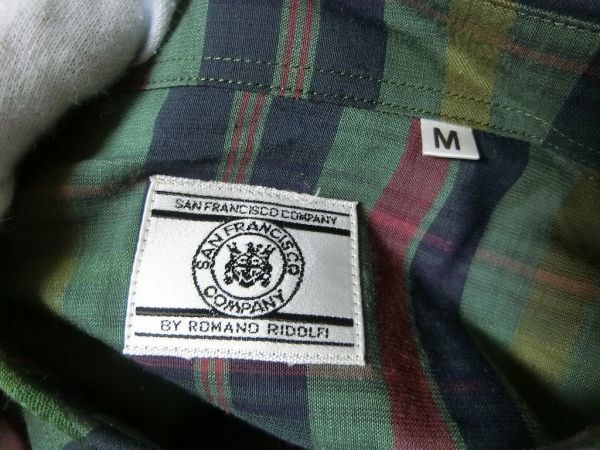 M
SAN FRANCISCO COMPANY
SAN FRANCISCO
COMPANY
BY ROMANO RIDOLFI